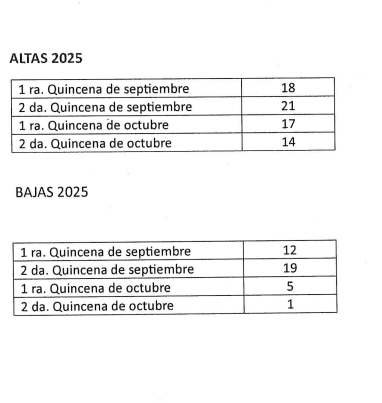 ALTAS 2025
1 ra. Quincena de septiembre 18
2 da. Quincena de septiembre 21
1 ra. Quincena de octubre 17
2 da. Quincena de octubre 14
BAJAS 2025
1 ra. Quincena de septiembre 12
2 da. Quincena de septiembre 19
1 ra. Quincena de octubre 5
2 da. Quincena de octubre 1